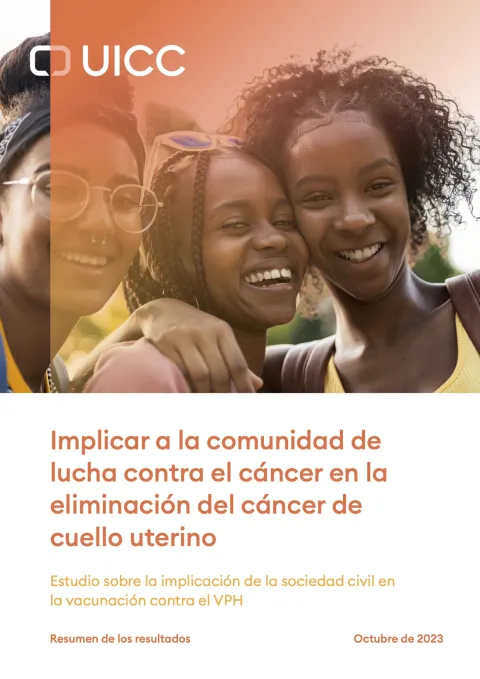 UICC
Implicar a la comunidad de
lucha contra el cáncer en la
eliminación del cáncer de
cuello uterino
Estudio sobre la implicación de la sociedad civil en
la vacunación contra el VPH
Resumen de los resultados Octubre de 2023